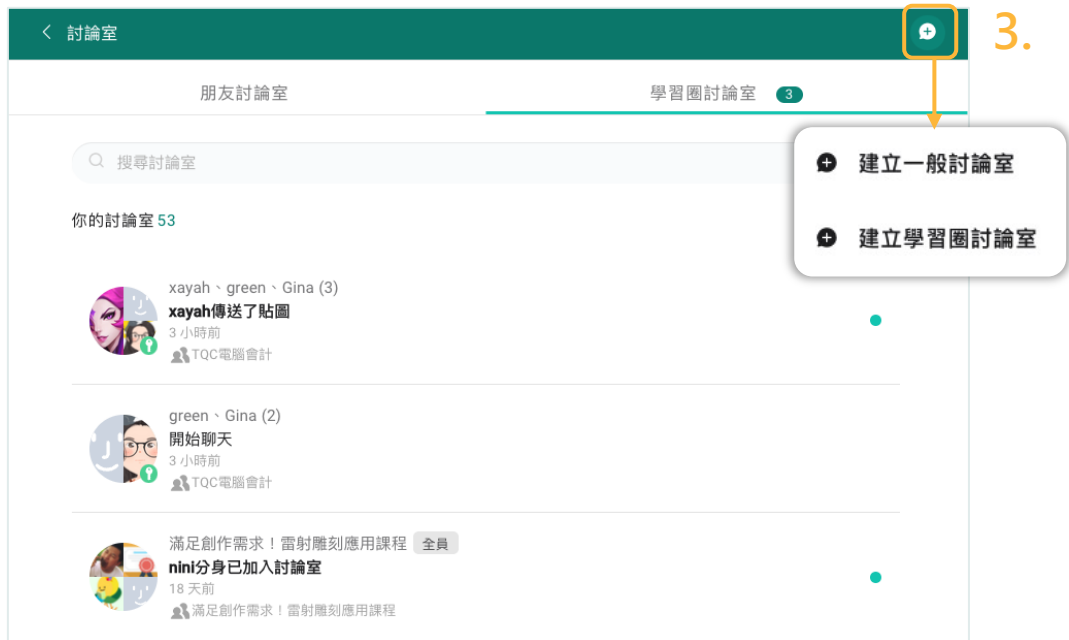 討論室
3.
朋友討論室
學習圈討論室 3
搜尋討論室
建立一般討論室
建立學習圈討論室
你的討論室 53
xayah、green、Gina (3)
xayah傳送了貼圖
3 小時前
TQC電腦會計
green、Gina (2)
開始聊天
3 小時前
TQC電腦會計
滿足創作需求！雷射雕刻應用課程 全員
nini分身已加入討論室
18 天前
滿足創作需求！雷射雕刻應用課程